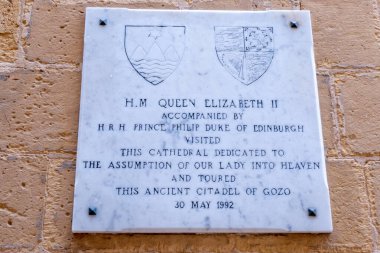 H.M QUEEN ELIZABETH II
ACCOMPANIED BY
H R H PRINCE PHILIP DUKE OF EDINBURGH
VISITED
THIS CATHEDRAL DEDICATED TO
THE ASSUMPTION OF OUR LADY INTO HEAVEN
AND TOURED
THIS ANCIENT CITADEL OF GOZO
30 MAY 1992